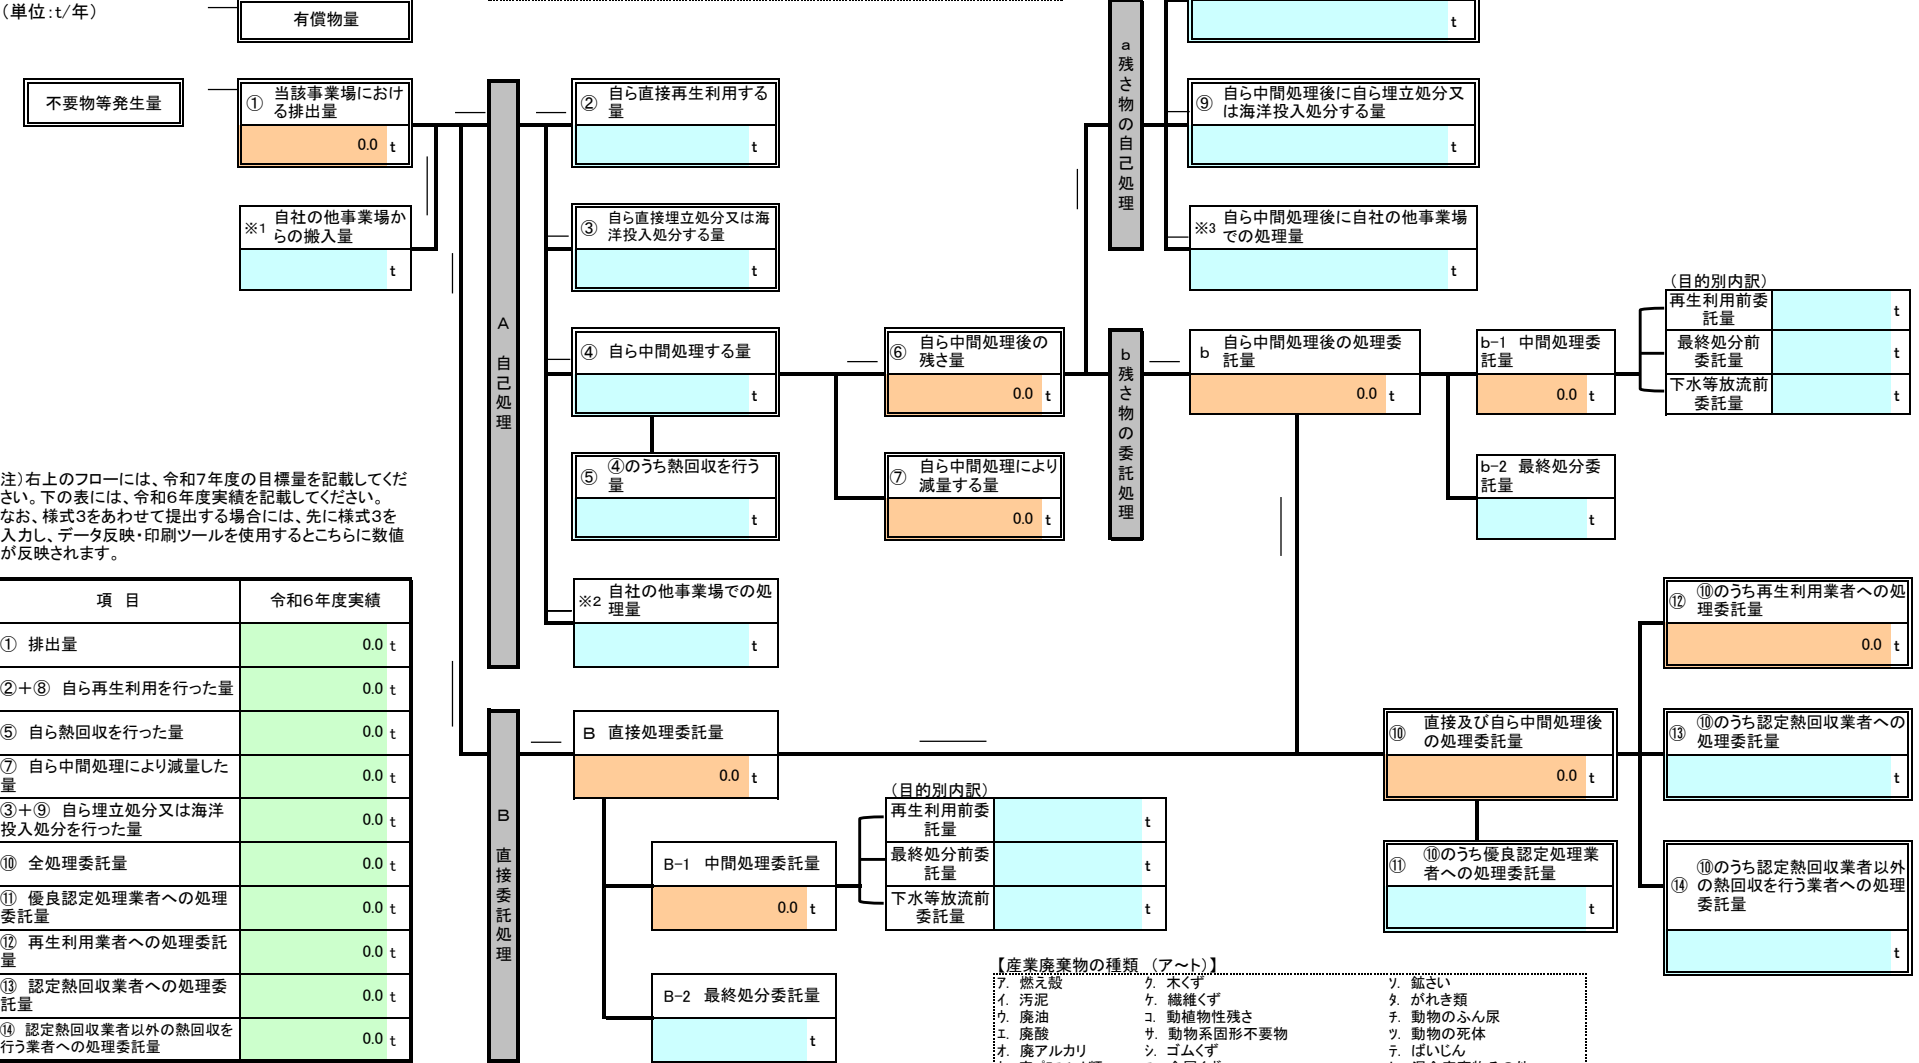 (単位:t/年)
有償物量
t
不要物等発生量
① 当該事業場におけ
る排出量
0.0 t
② 自ら直接再生利用する
量
t
a 残さ物の自己処理
⑨ 自ら中間処理後に自ら埋立処分又
は海洋投入処分する量
t
※1 自社の他事業場か
らの搬入量
t
③ 自ら直接埋立処分又は海
洋投入処分する量
t
※3 自ら中間処理後に自社の他事業場
での処理量
t
A 自己処理
④ 自ら中間処理する量
t
⑥ 自ら中間処理後の
残さ量
0.0 t
b 残さ物の委託処理
b 自ら中間処理後の処理委
託量
0.0 t
b-1 中間処理委
託量
0.0 t
(目的別内訳)
再生利用前委
託量
t
最終処分前
委託量
t
下水等放流前
委託量
t
⑤ ④のうち熱回収を行う
量
t
⑦ 自ら中間処理により
減量する量
0.0 t
b-2 最終処分委
託量
t
注)右上のフローには、令和7年度の目標量を記載してくだ
さい。下の表には、令和6年度実績を記載してください。
なお、様式3をあわせて提出する場合には、先に様式3を
入力し、データ反映・印刷ツールを使用するとこちらに数値
が反映されます。
※2 自社の他事業場での処
理量
t
項 目 令和6年度実績
① 排出量 0.0 t
②+⑧ 自ら再生利用を行った量 0.0 t
⑤ 自ら熱回収を行った量 0.0 t
⑦ 自ら中間処理により減量した
量 0.0 t
③+⑨ 自ら埋立処分又は海洋
投入処分を行った量 0.0 t
⑩ 全処理委託量 0.0 t
⑪ 優良認定処理業者への処理
委託量 0.0 t
⑫ 再生利用業者への処理委託
量 0.0 t
⑬ 認定熱回収業者への処理委
託量 0.0 t
⑭ 認定熱回収業者以外の熱回収を
行う業者への処理委託量 0.0 t
B 直接委託処理
B 直接処理委託量
0.0 t
B-1 中間処理委託量
0.0 t
(目的別内訳)
再生利用前委
託量
t
最終処分前委
託量
t
下水等放流前
委託量
t
B-2 最終処分委託量
t
⑩ 直接及び自ら中間処理後
の処理委託量
0.0 t
⑪ ⑩のうち優良認定処理業
者への処理委託量
t
⑫ ⑩のうち再生利用業者への処
理委託量
0.0 t
⑬ ⑩のうち認定熱回収業者への
処理委託量
t
⑭ ⑩のうち認定熱回収業者以外
の熱回収を行う業者への処理
委託量
t
【産業廃棄物の種類 (ア~ト)】
ア. 燃え殻 ク. 木くず ソ. 鉱さい
イ. 汚泥 ケ. 繊維くず タ. がれき類
ウ. 廃油 コ. 動植物性残さ チ. 動物のふん尿
エ. 廃酸 サ. 動物系固形不要物 ツ. 動物の死体
オ. 廃アルカリ シ. ゴムくず テ. ばいじん